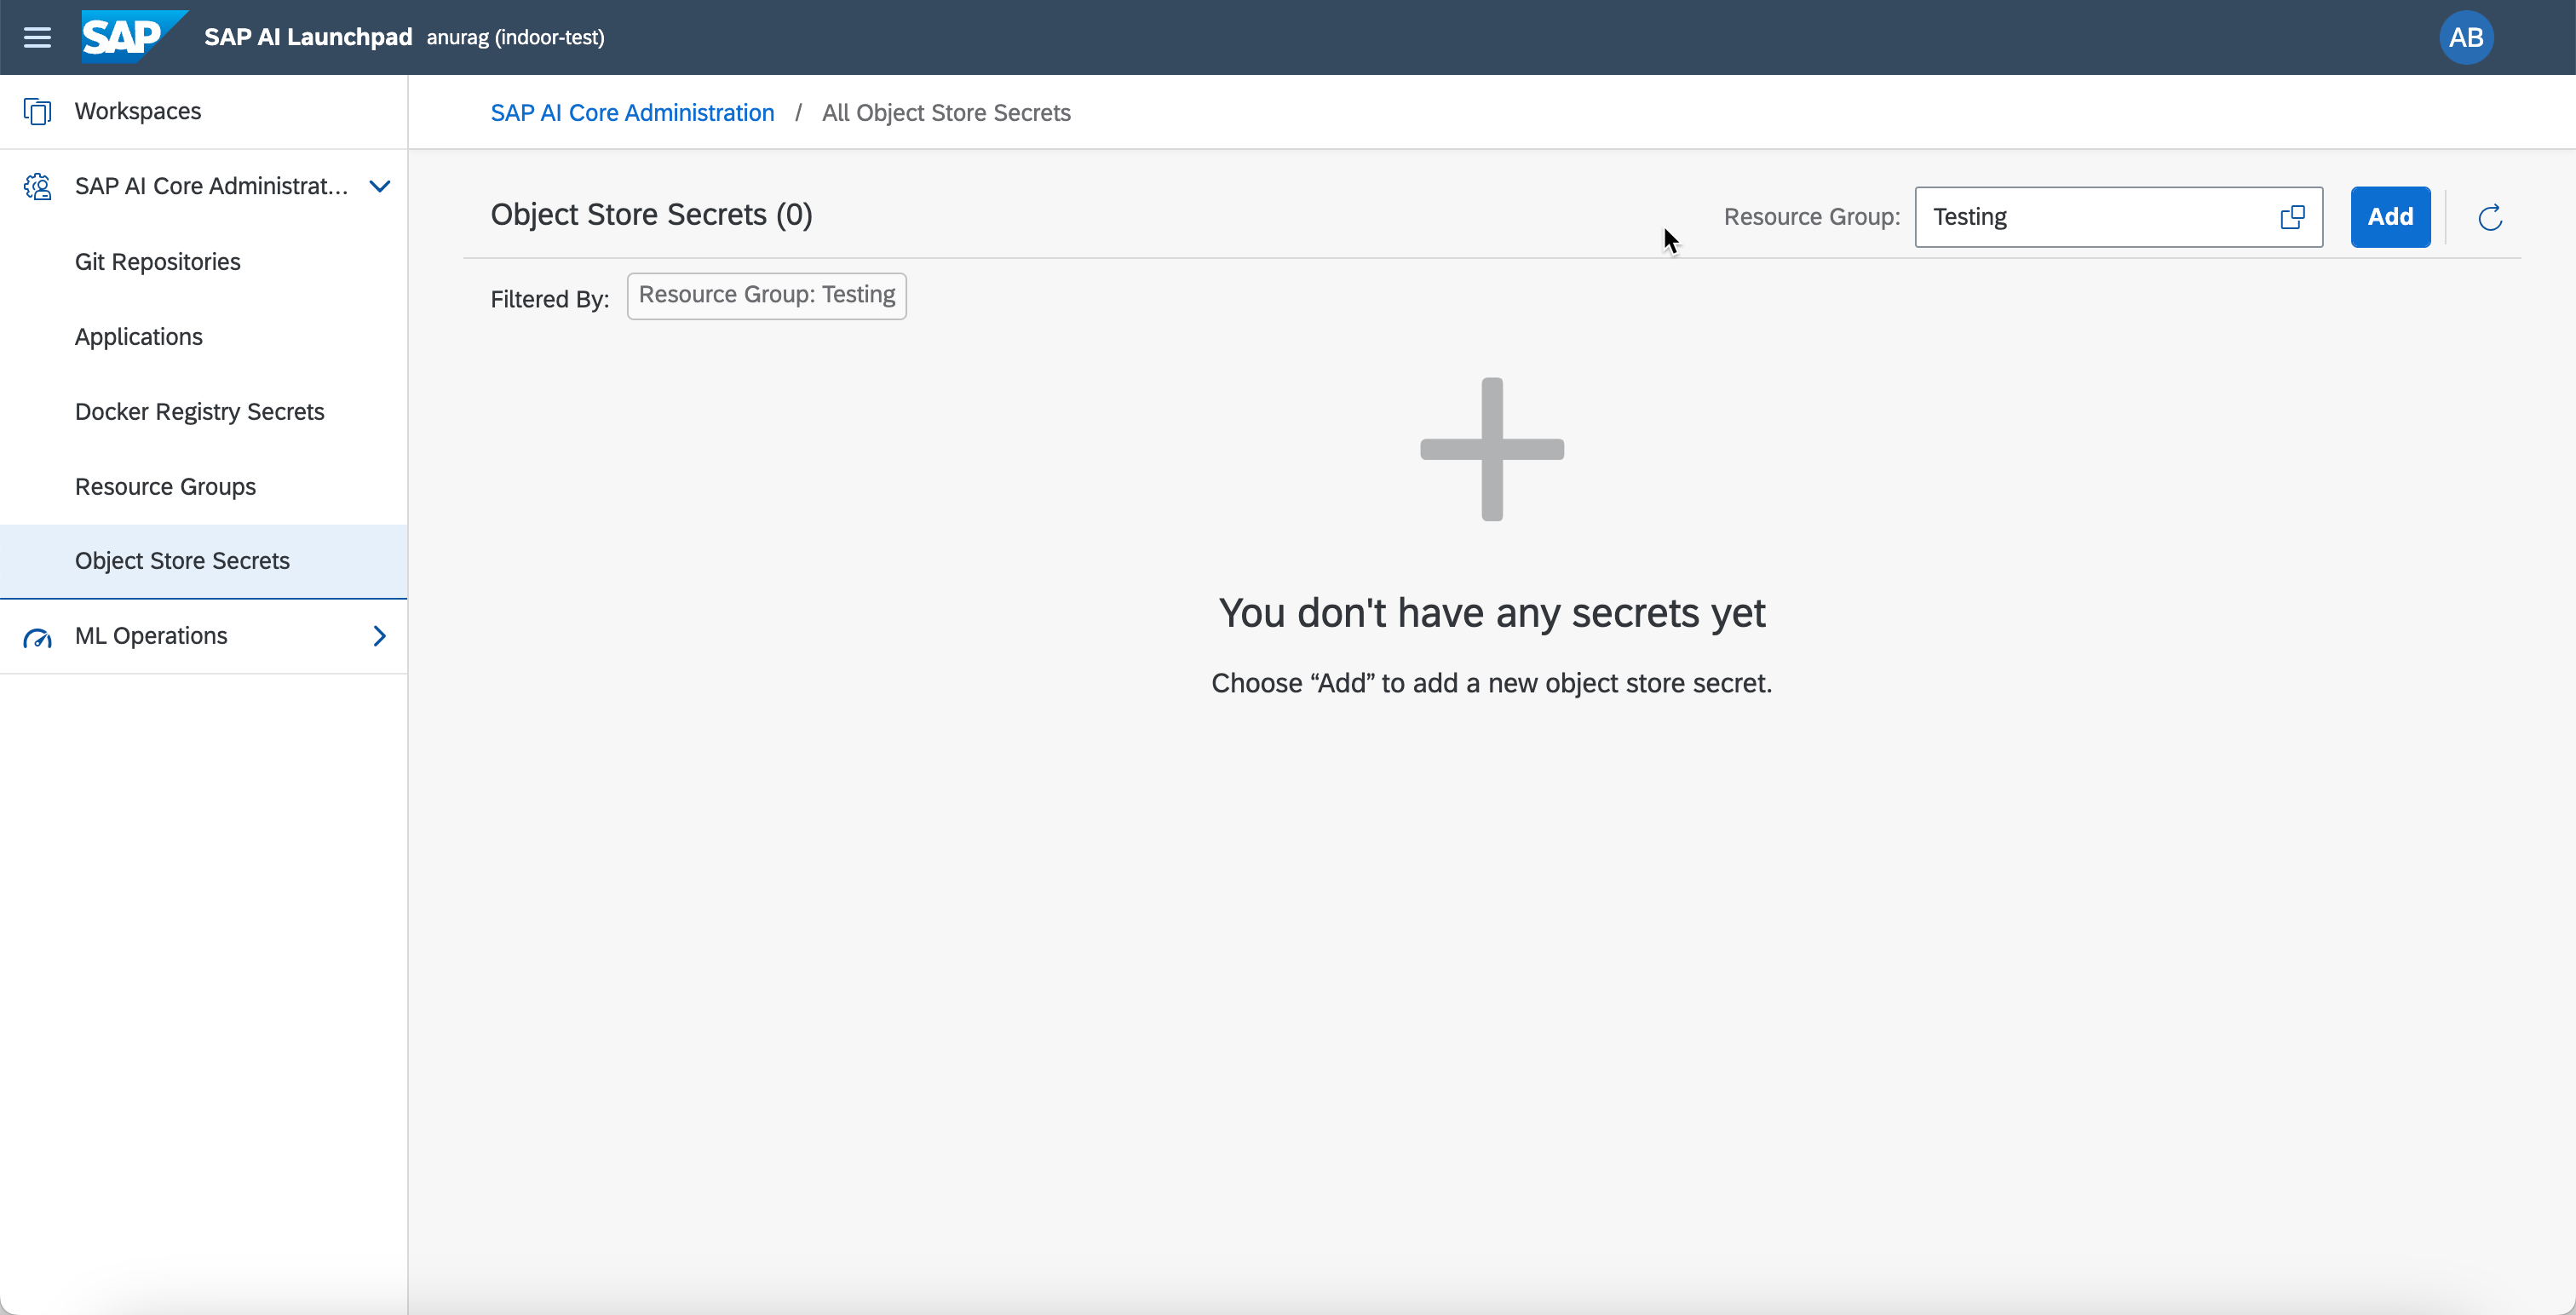 SAP SAP AI Launchpad anurag (indoor-test) AB
Workspaces
SAP AI Core Administrat...
Git Repositories
Applications
Docker Registry Secrets
Resource Groups
Object Store Secrets
ML Operations
SAP AI Core Administration / All Object Store Secrets
Object Store Secrets (0) Resource Group: Testing Add
Filtered By: Resource Group: Testing
You don't have any secrets yet
Choose “Add” to add a new object store secret.